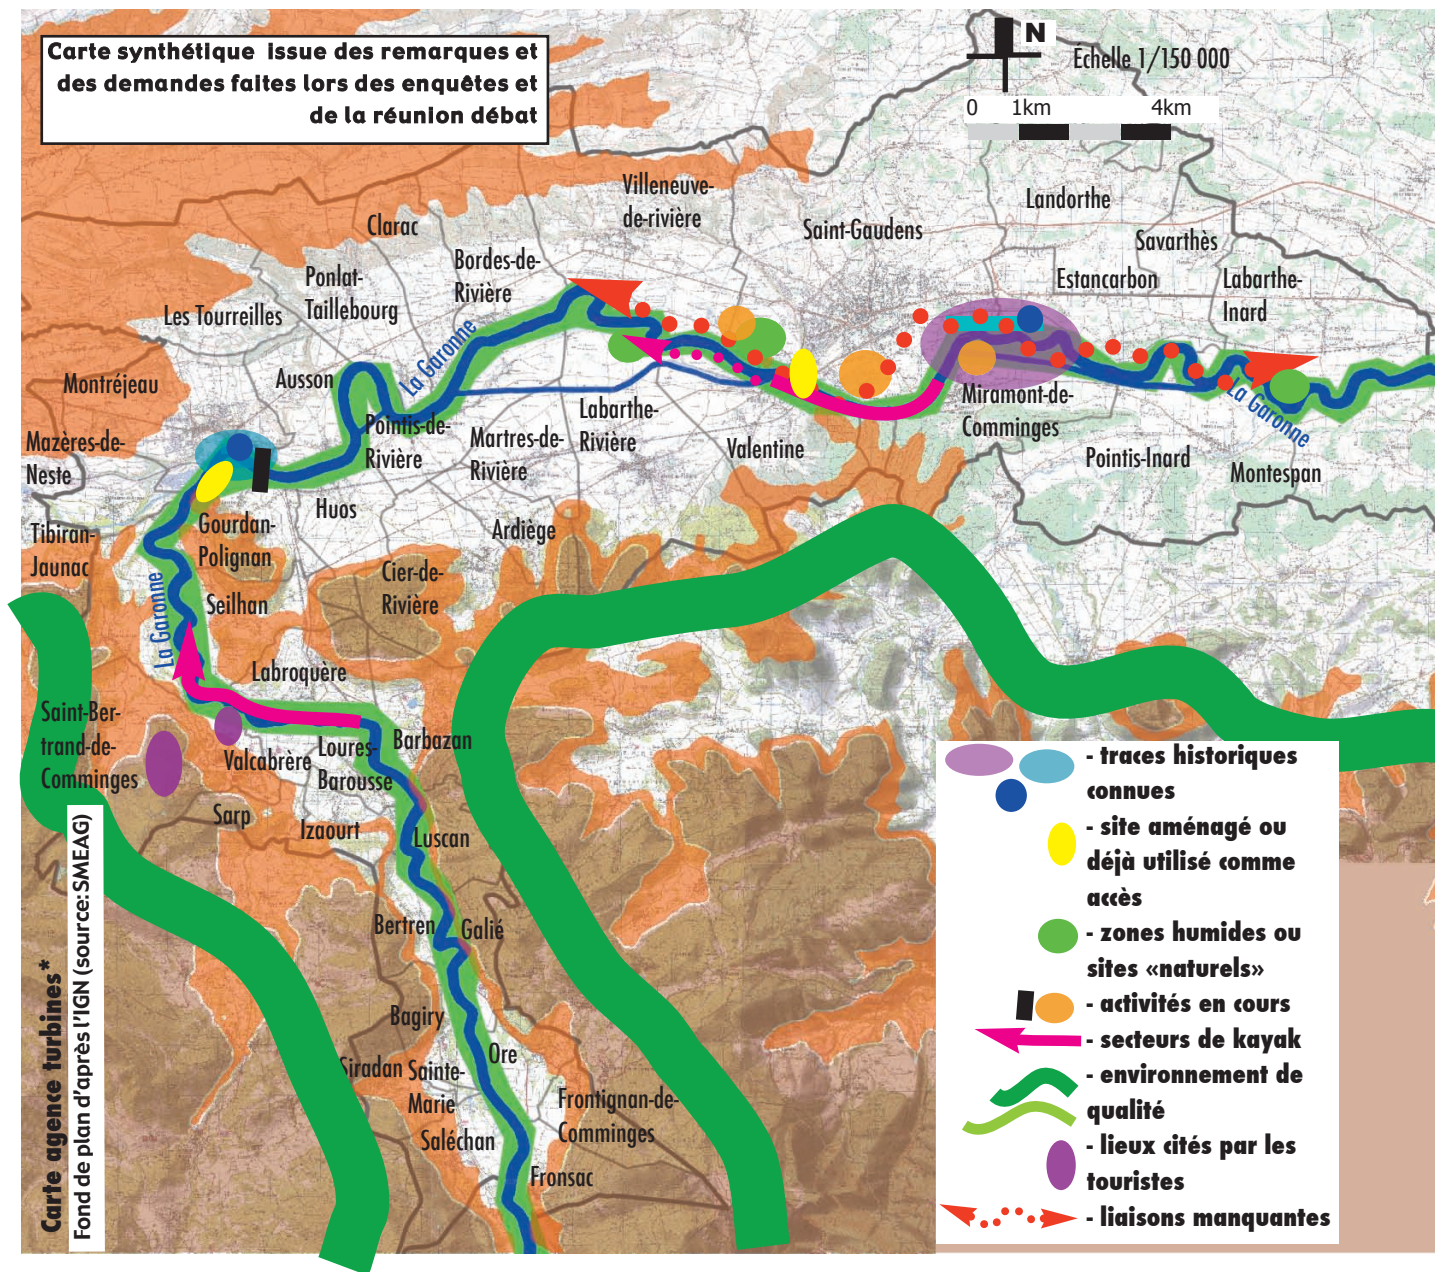 Carte synthétique issue des remarques et
des demandes faites lors des enquêtes et
de la réunion débat
N
Echelle 1/150 000
0 1km 4km
Villeneuve-
de-rivière
Clarac
Saint-Gaudens
Landorthe
Savarthès
Bordes-de-
Rivière
Ponlat-
Taillebourg
Estancarbon
Labarthe-
Inard
Les Tourreilles
La Garonne
Montréjeau
Ausson
Mazères-de-
Neste
Pointis-de-
Rivière
Martres-de-
Rivière
Labarthe-
Rivière
Valentine
Miramont-de-
Comminges
La Garonne
Pointis-Inard
Montespan
Huos
Gourdan-
Polignan
Ardiège
Tibiran-
Jaunac
Cier-de-
Rivière
La Garonne
Seilhan
Labroquère
Saint-Ber-
trand-de-
Comminges
Valcabrère
Loures-
Barousse
Barbazan
Sarp
Izaourt
Luscan
Bertren
Galié
Bagiry
Ore
Siradan
Sainte-
Marie
Frontignan-de-
Comminges
Saléchan
Fronsac
- traces historiques
connues
- site aménagé ou
déjà utilisé comme
accès
- zones humides ou
sites «naturels»
- activités en cours
- secteurs de kayak
- environnement de
qualité
- lieux cités par les
touristes
- liaisons manquantes
Carte agence turbines*
Fond de plan d'après l'IGN (source:SMEAG)